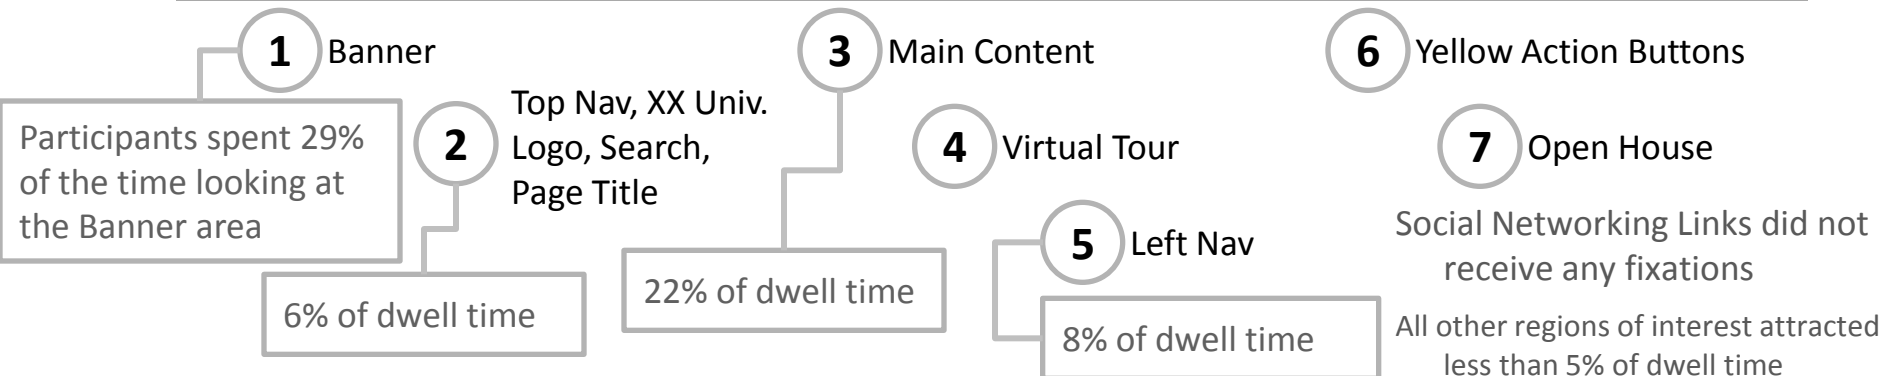 1 Banner
Participants spent 29%
of the time looking at
the Banner area
2 Top Nav, XX Univ.
Logo, Search,
Page Title
6% of dwell time
3 Main Content
22% of dwell time
4 Virtual Tour
5 Left Nav
8% of dwell time
6 Yellow Action Buttons
7 Open House
Social Networking Links did not
receive any fixations
All other regions of interest attracted
less than 5% of dwell time